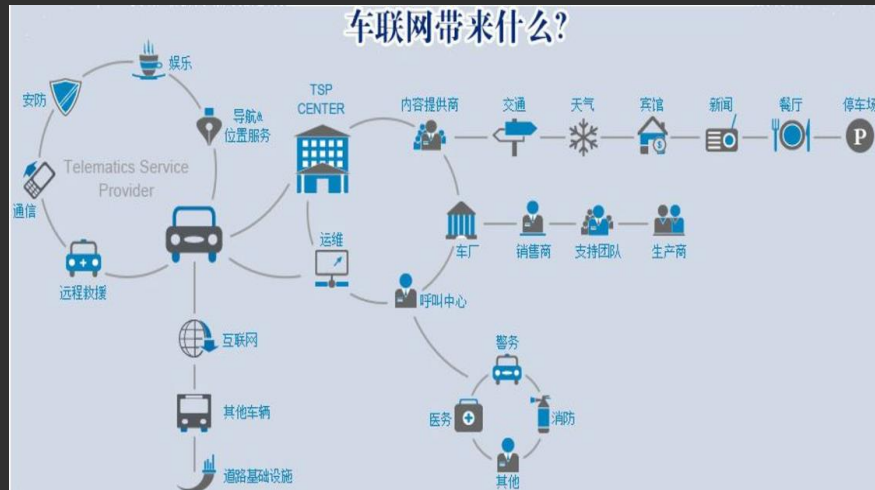 车联网带来什么?
娱乐
安防
导航&
位置服务
Telematics Service
Provider
通信
远程救援
TSP
CENTER
运维
内容提供商
交通
天气
宾馆
新闻
餐厅
停车场
P
车厂
销售商
支持团队
生产商
呼叫中心
互联网
其他车辆
道路基础设施
警务
医务
消防
其他